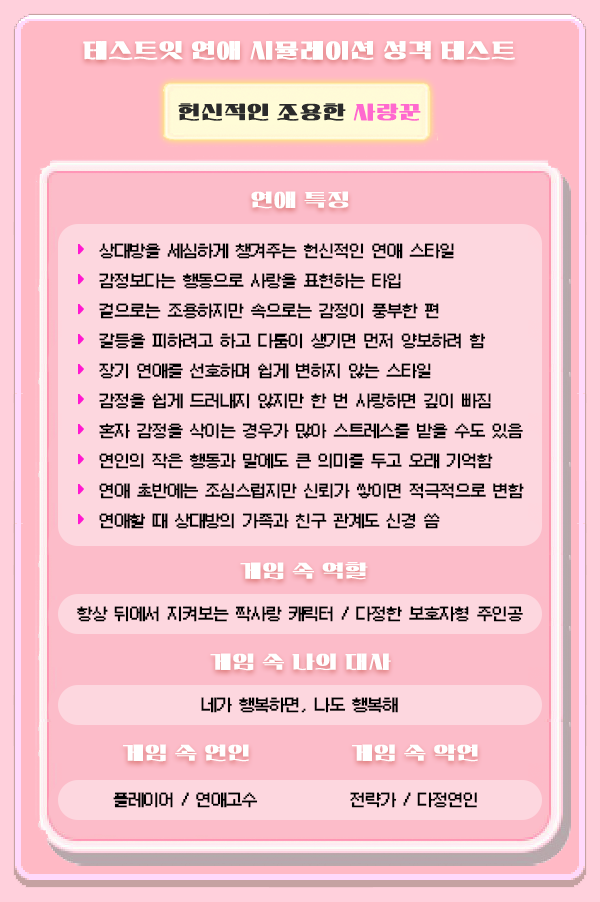 테스트잇 연애 시뮬레이션 성격 테스트
헌신적인 조용한 사랑꾼
연애 특징
상대방을 세심하게 챙겨주는 헌신적인 연애 스타일
감정보다는 행동으로 사랑을 표현하는 타입
겉으로는 조용하지만 속으로는 감정이 풍부한 편
갈등을 피하려고 하고 다툼이 생기면 먼저 양보하려 함
장기 연애를 선호하며 쉽게 변하지 않는 스타일
감정을 쉽게 드러내지 않지만 한 번 사랑하면 깊이 빠짐
혼자 감정을 삭이는 경우가 많아 스트레스를 받을 수도 있음
연인의 작은 행동과 말에도 큰 의미를 두고 오래 기억함
연애 초반에는 조심스럽지만 신뢰가 쌓이면 적극적으로 변함
연애할 때 상대방의 가족과 친구 관계도 신경 씀
게임 속 역할
항상 뒤에서 지켜보는 짝사랑 캐릭터 / 다정한 보호자형 주인공
게임 속 나의 대사
네가 행복하면, 나도 행복해
게임 속 연인
플레이어 / 연애고수
게임 속 악연
전략가 / 다정연인